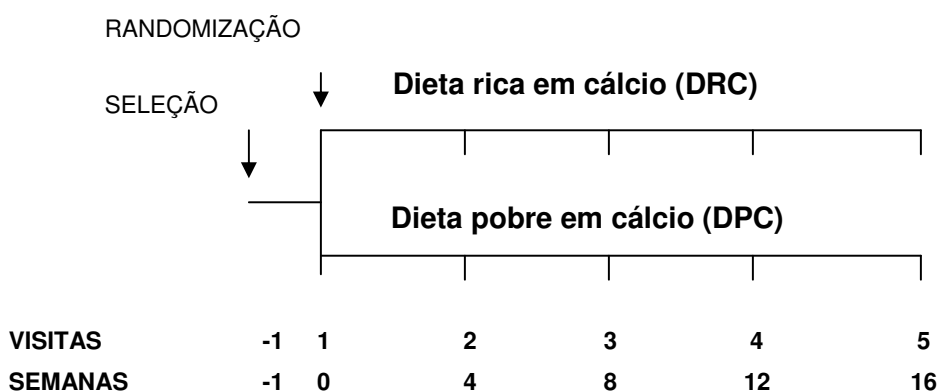 RANDOMIZAÇÃO
Dieta rica em cálcio (DRC)
SELEÇÃO
Dieta pobre em cálcio (DPC)
VISITAS -1 1 2 3 4 5
SEMANAS -1 0 4 8 12 16